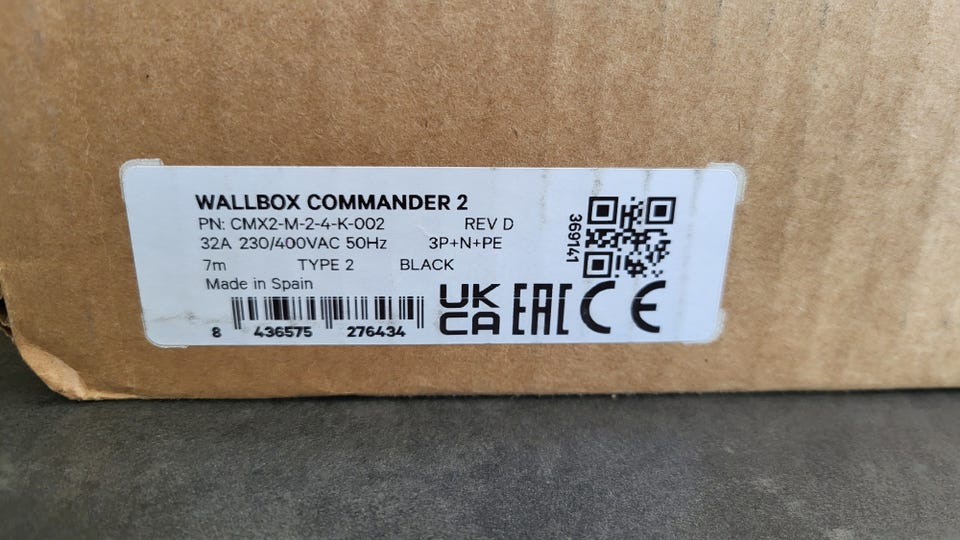 WALLBOX COMMANDER 2
PN: CMX2-M-2-4-K-002 REV D
32A 230/400VAC 50Hz 3P+N+PE
7m TYPE 2 BLACK
Made in Spain
8 436575 276434
UK
CA
EAC
CE
369141